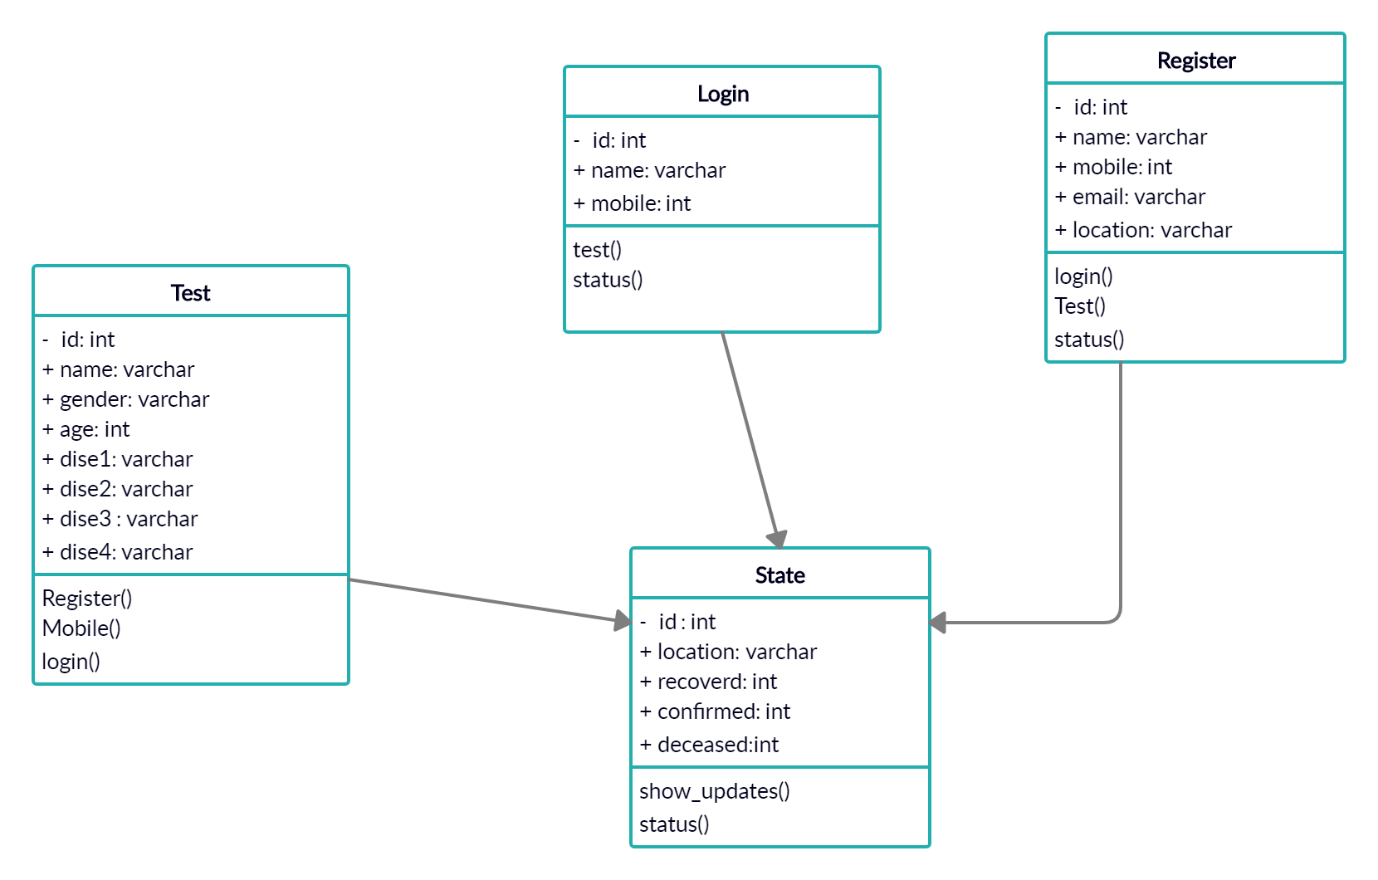 Register
- id: int
+ name: varchar
+ mobile: int
+ email: varchar
+ location: varchar
login()
Test()
status()
Login
- id: int
+ name: varchar
+ mobile: int
test()
status()
Test
- id: int
+ name: varchar
+ gender: varchar
+ age: int
+ dise1: varchar
+ dise2: varchar
+ dise3 : varchar
+ dise4: varchar
Register()
Mobile()
login()
State
- id : int
+ location: varchar
+ recoverd: int
+ confirmed: int
+ deceased:int
show_updates()
status()